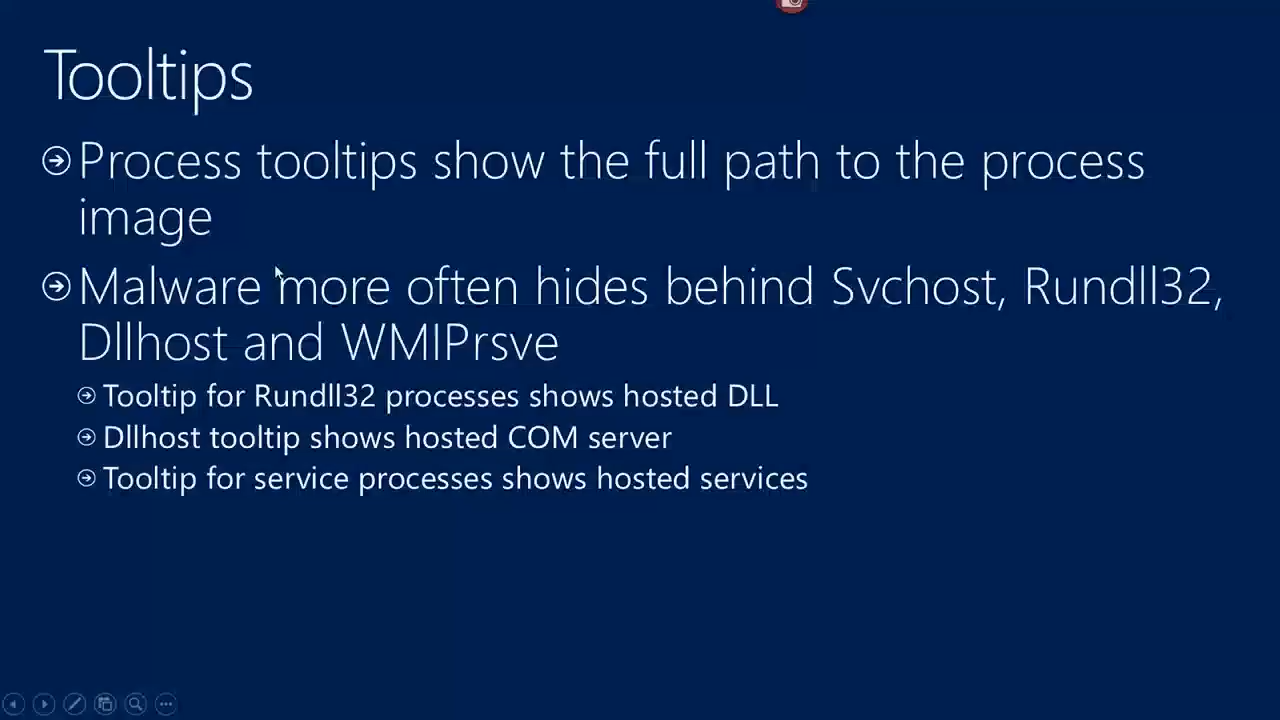 Tooltips
Process tooltips show the full path to the process
image
Malware more often hides behind Svchost, Rundll32,
Dllhost and WMIPrsve
Tooltip for Rundll32 processes shows hosted DLL
Dllhost tooltip shows hosted COM server
Tooltip for service processes shows hosted services